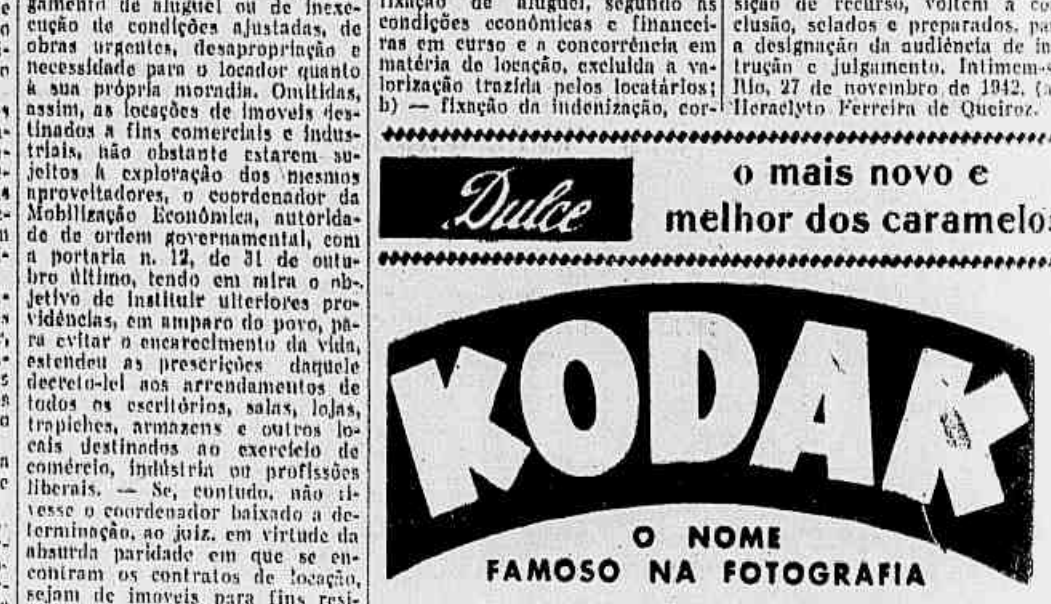 gamento de aluguel ou de inexe-
cução de condições ajustadas, de
obras urgentes, desapropriação e
necessidade para o locador quanto
à sua própria moradia. Omitidas,
assim, as locações de imoveis des-
tinados a fins comerciais e indus-
triais, não obstante estarem su-
jeitos à exploração dos mesmos
aproveitadores, o coordenador da
Mobilização Econômica, autorida-
de de ordem governamental, com
a portaria n. 12, de 31 de outu-
bro último, tendo em mira o ob-
jetivo de instituir ulteriores pro-
vidências, em amparo do povo, pa-
ra evitar o encarecimento da vida,
estendeu as prescrições daquele
decreto-lei aos arrendamentos de
todos os escritórios, salas, lojas,
trapiches, armazens e outros lo-
cais destinados ao exercício de
comércio, indústria ou profissões
liberais. — Se, contudo, não ti-
vesse o coordenador baixado a de-
terminação, ao juiz, em virtude da
absurda paridade em que se en-
contram os contratos de locação,
sejam de imoveis para fins resi-
fixação de aluguel, segundo as
condições econômicas e financei-
ras em curso e a concorrência em
matéria de locação, excluida a va-
lorização trazida pelos locatários;
b) — fixação da indenização, cor-
sição de recurso, voltem a co
clusão, selados e preparados, pa
a designação da audiência de in
trução e julgamento. Intimem-s
Rio, 27 de novembro de 1942. (a
Heraclyto Ferreira de Queiroz.
Dulce
o mais novo e
melhor dos caramelos
KODAK
O NOME
FAMOSO NA FOTOGRAFIA